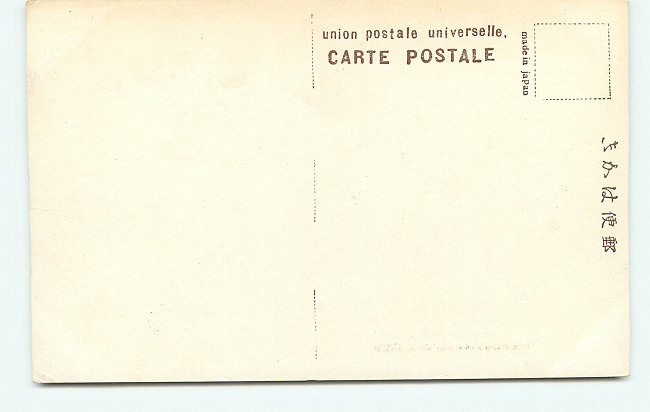 union postale universelle.
CARTE POSTALE
made in japan
郵便はかき